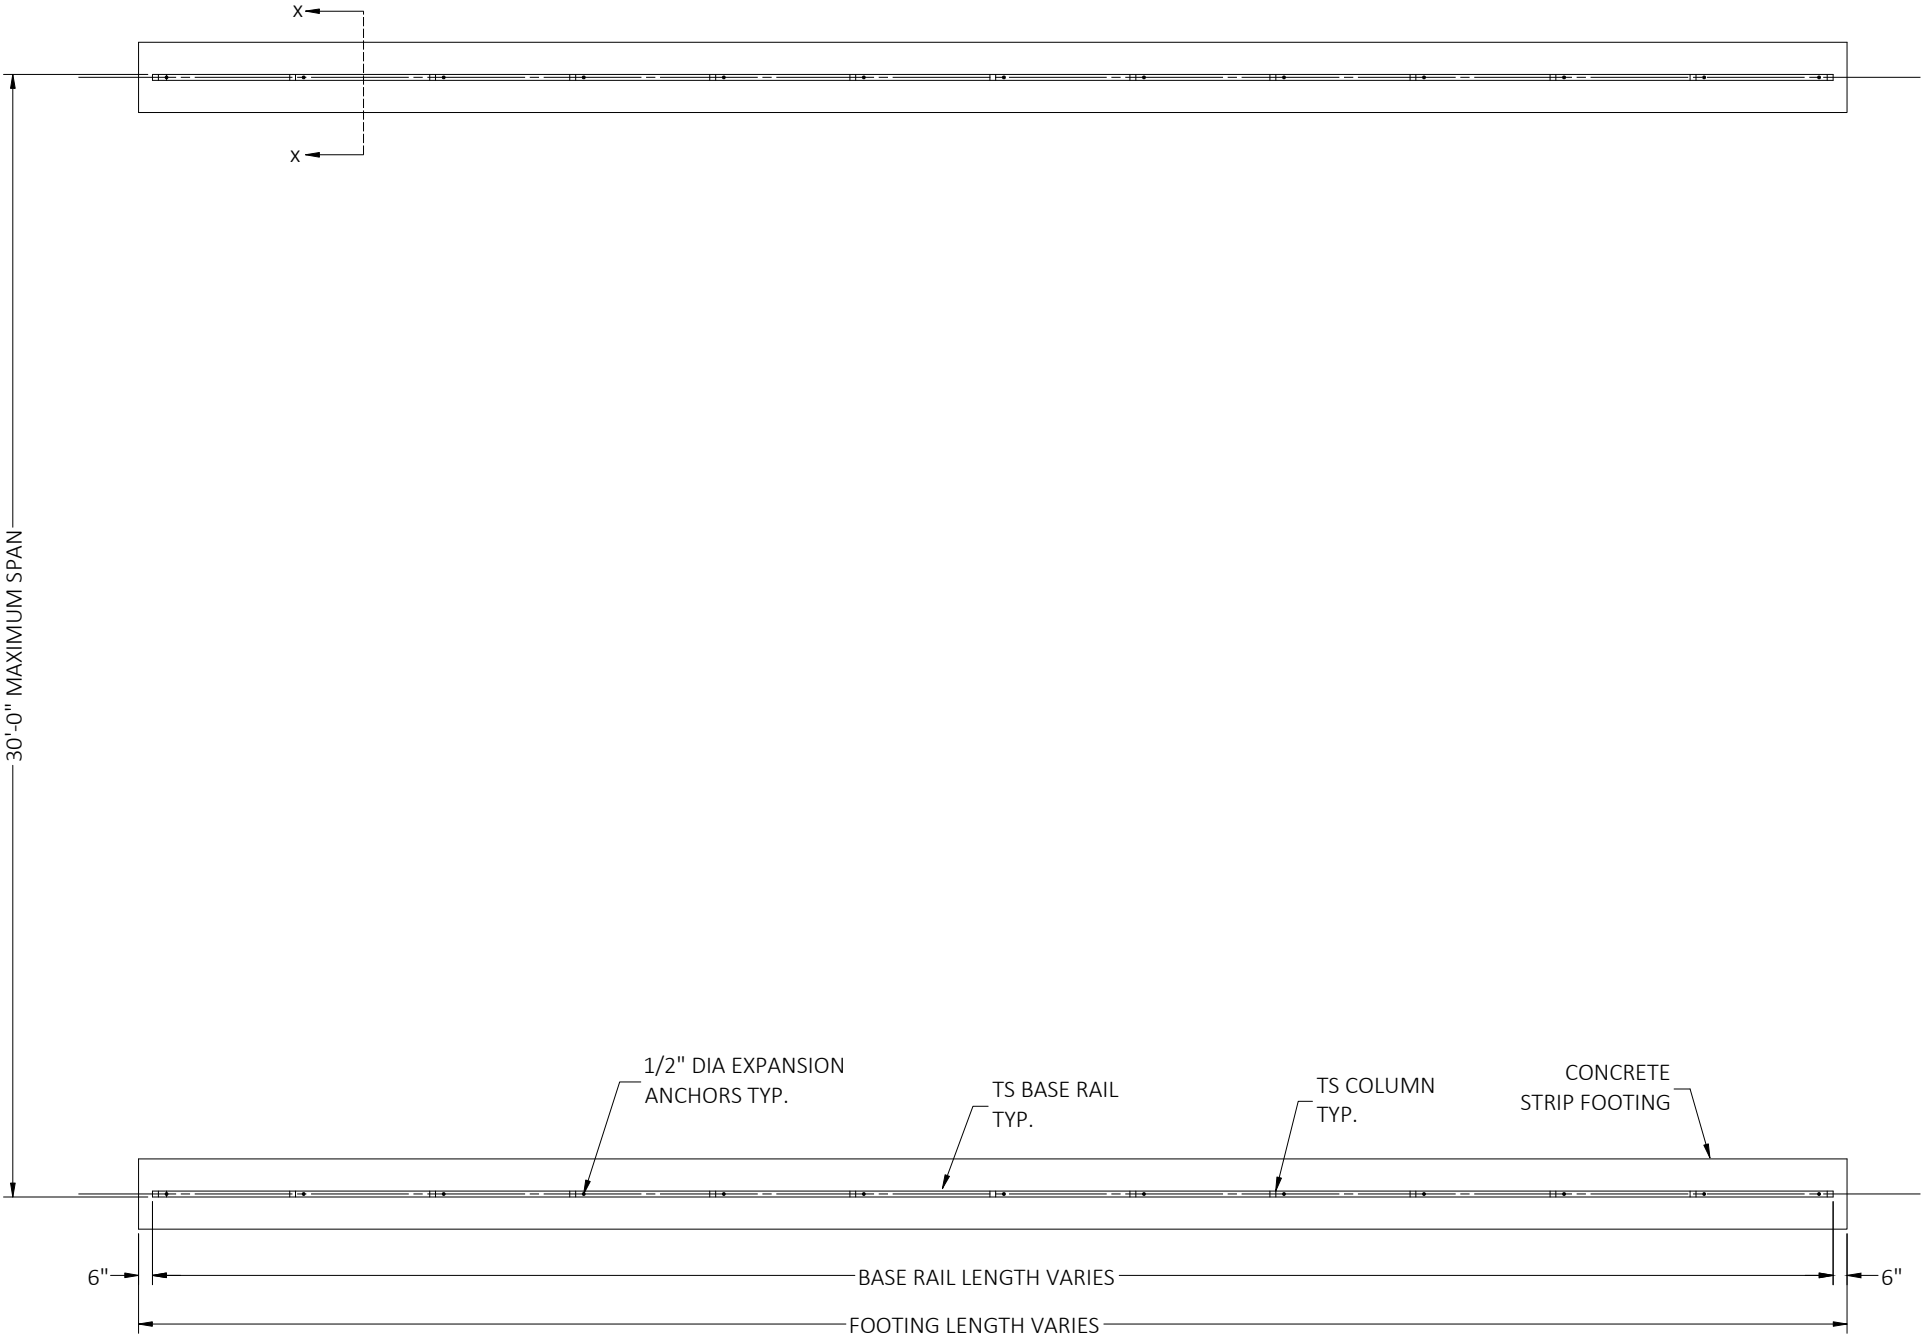 X
X
30'-0" MAXIMUM SPAN
1/2" DIA EXPANSION
ANCHORS TYP.
TS BASE RAIL
TYP.
TS COLUMN
TYP.
CONCRETE
STRIP FOOTING
6"
BASE RAIL LENGTH VARIES
6"
FOOTING LENGTH VARIES